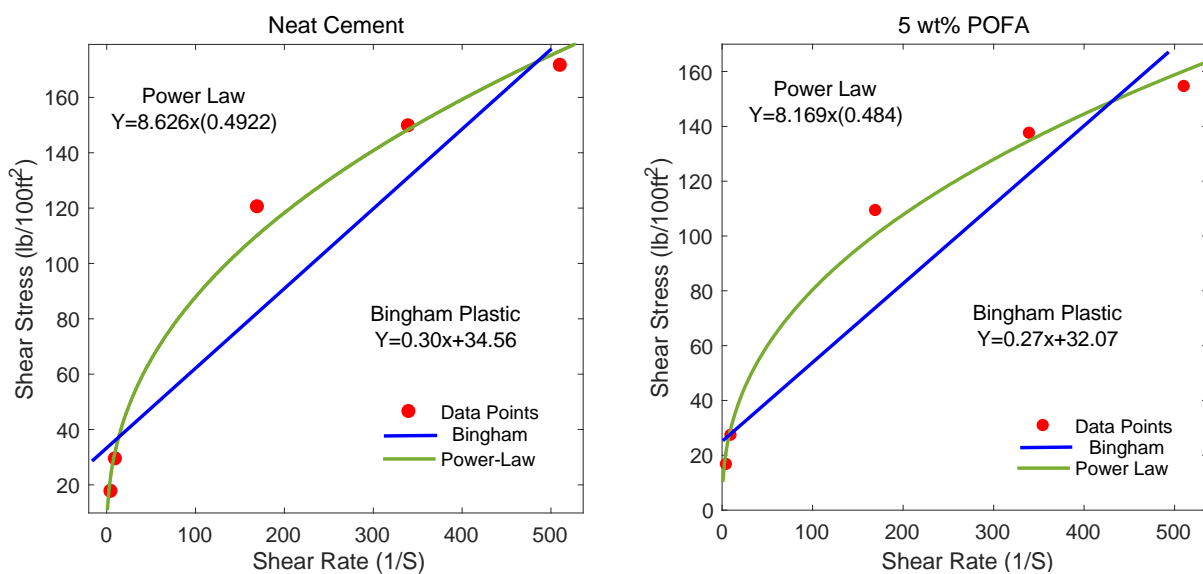 Neat Cement
Power Law
Y=8.626x(0.4922)
Bingham Plastic
Y=0.30x+34.56
Data Points
Bingham
Power-Law
160
140
120
100
80
60
40
20
0 100 200 300 400 500
Shear Stress (lb/100ft²)
Shear Rate (1/S)
5 wt% POFA
Power Law
Y=8.169x(0.484)
Bingham Plastic
Y=0.27x+32.07
Data Points
Bingham
Power Law
160
140
120
100
80
60
40
20
0
0 100 200 300 400 500
Shear Stress (lb/100ft²)
Shear Rate (1/S)